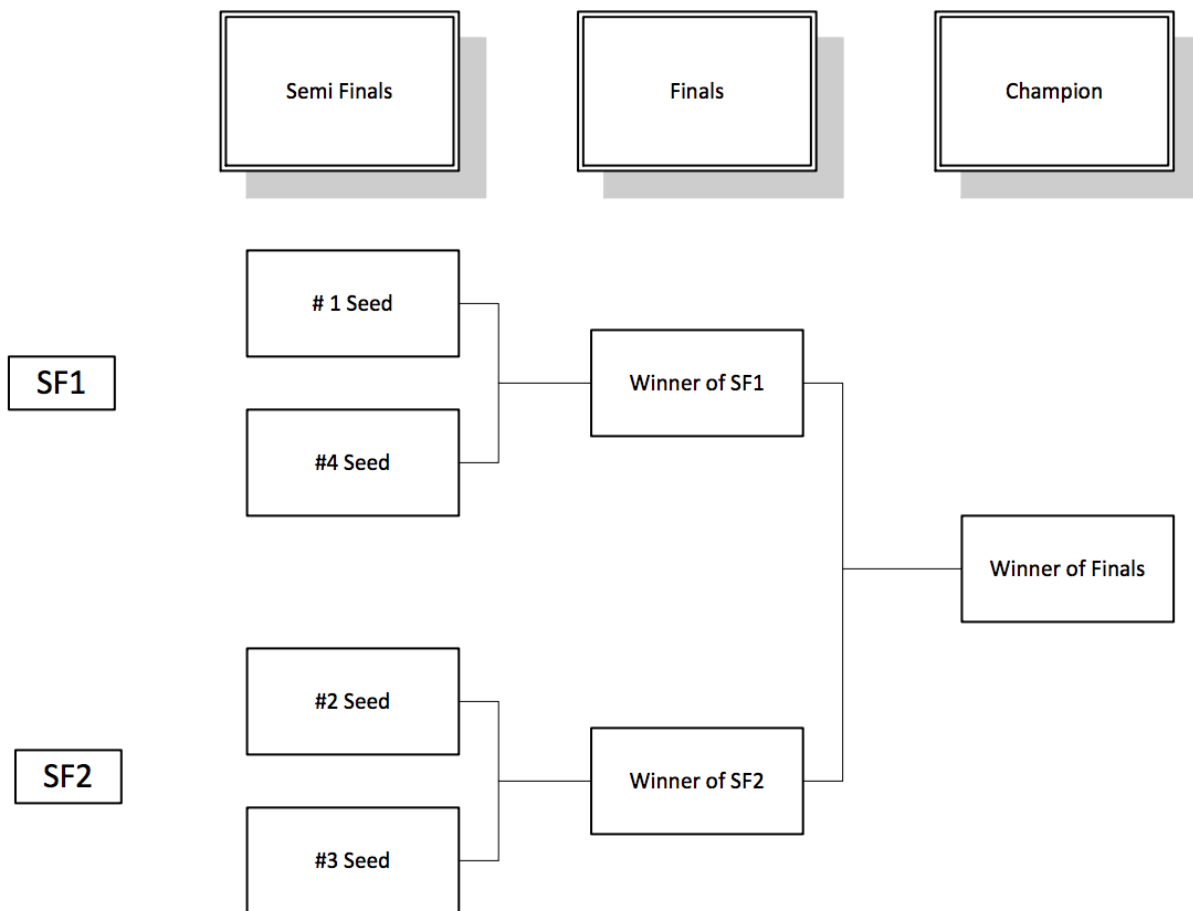 Semi Finals
Finals
Champion
# 1 Seed
SF1
Winner of SF1
#4 Seed
Winner of Finals
#2 Seed
SF2
Winner of SF2
#3 Seed